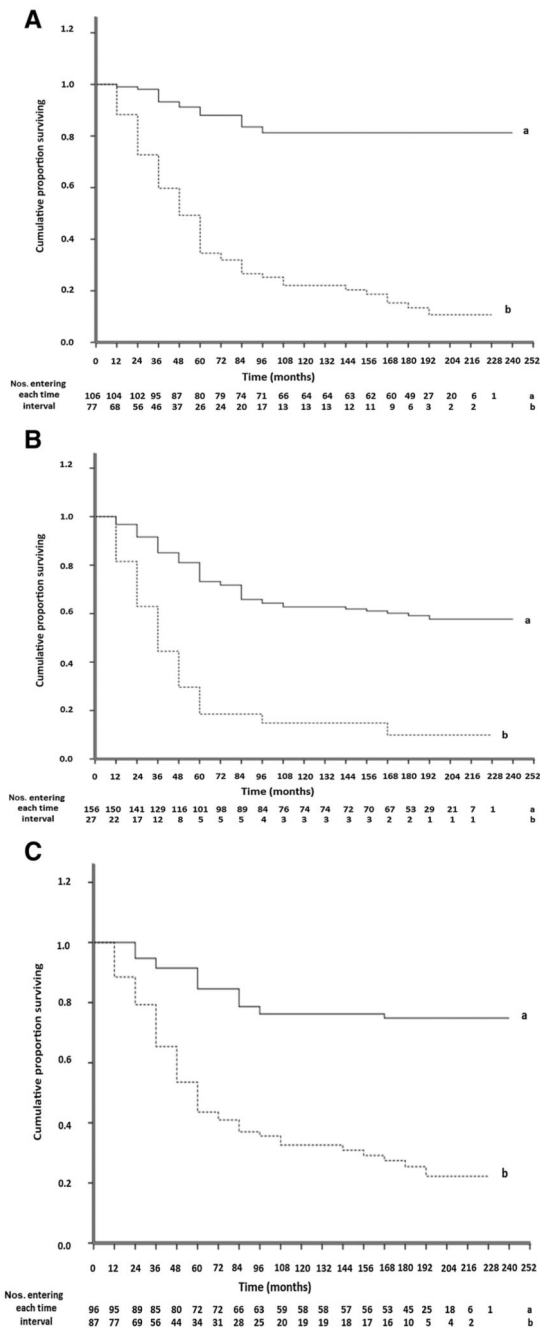 A
1.2
1.0
0.8
0.6
0.4
0.2
0.0
Cumulative proportion surviving
a
b
0 12 24 36 48 60 72 84 96 108 120 132 144 156 168 180 192 204 216 228 240 252
Time (months)
Nos. entering
each time
interval
106 104 102 95 87 80 79 74 71 66 64 64 63 62 60 49 27 20 6 1 a
77 68 56 46 37 26 24 20 17 13 13 13 12 11 9 6 3 2 2 b
B
1.2
1.0
0.8
0.6
0.4
0.2
0.0
Cumulative proportion surviving
a
b
0 12 24 36 48 60 72 84 96 108 120 132 144 156 168 180 192 204 216 228 240 252
Time (months)
Nos. entering
each time
interval
156 150 141 129 116 101 98 89 84 76 74 74 72 70 67 53 29 21 7 1 a
27 22 17 12 8 5 5 5 4 3 3 3 3 3 2 2 1 1 1 b
C
1.2
1.0
0.8
0.6
0.4
0.2
0.0
Cumulative proportion surviving
a
b
0 12 24 36 48 60 72 84 96 108 120 132 144 156 168 180 192 204 216 228 240 252
Time (months)
Nos. entering
each time
interval
96 95 89 85 80 72 72 66 63 59 58 58 57 56 53 45 25 18 6 1 a
87 77 69 56 44 34 31 28 25 20 19 19 18 17 16 10 5 4 2 b